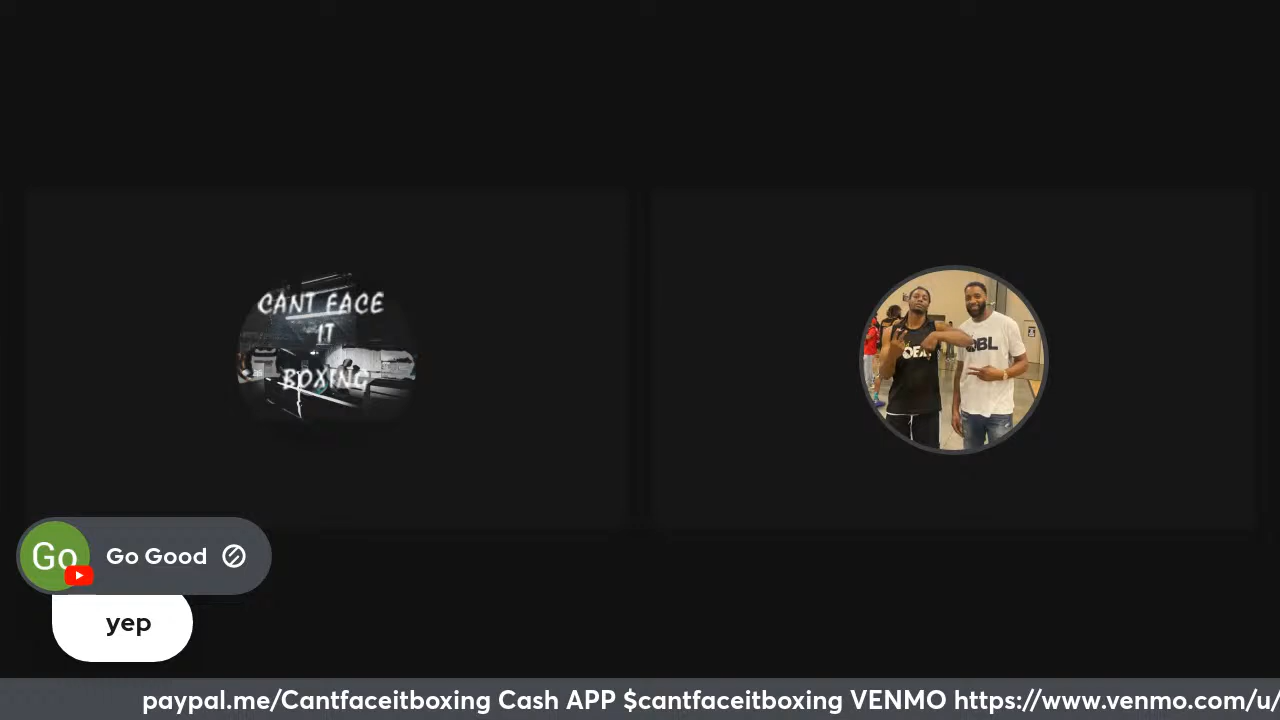 CANT FACE
IT
BOXING
QBL
Go Go Good
yep
paypal.me/Cantfaceitboxing Cash APP $cantfaceitboxing VENMO https://www.venmo.com/u/